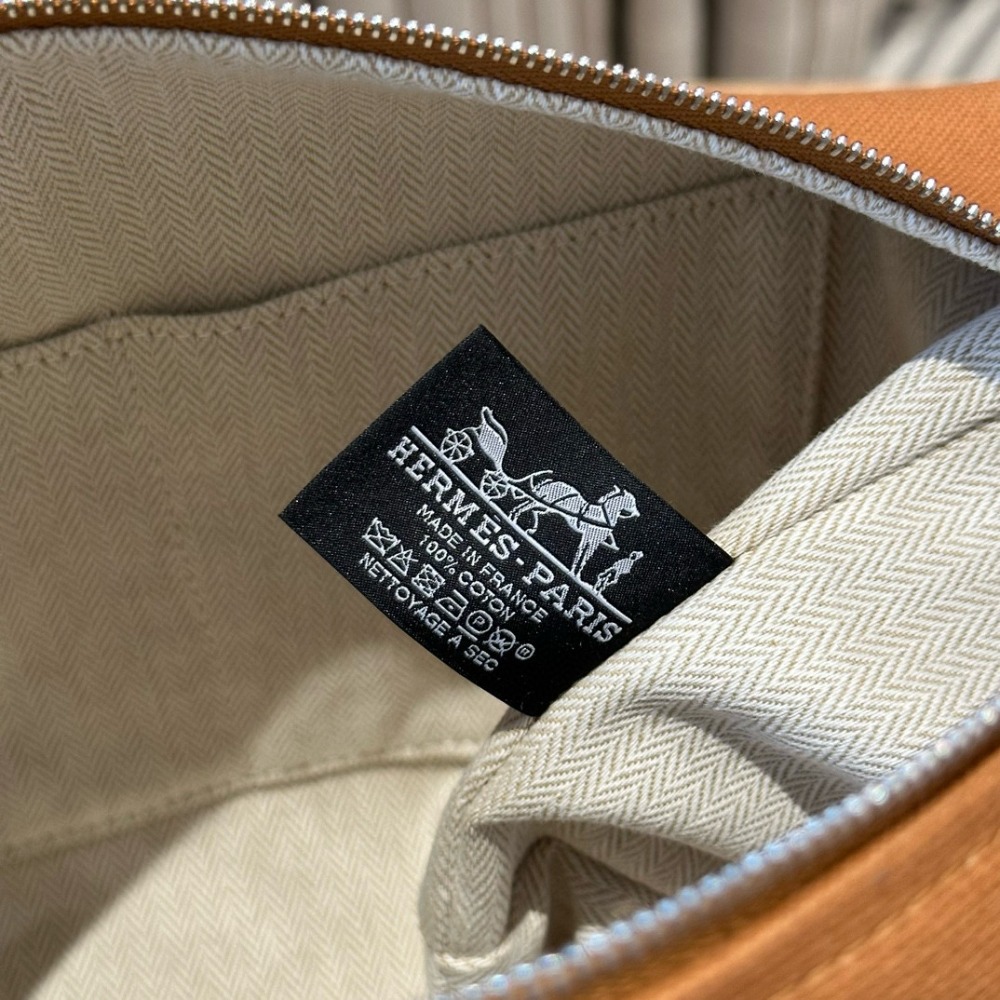 HERMES-PARIS
MADE IN FRANCE
100% COTON
P
NETTOYAGE A SEC